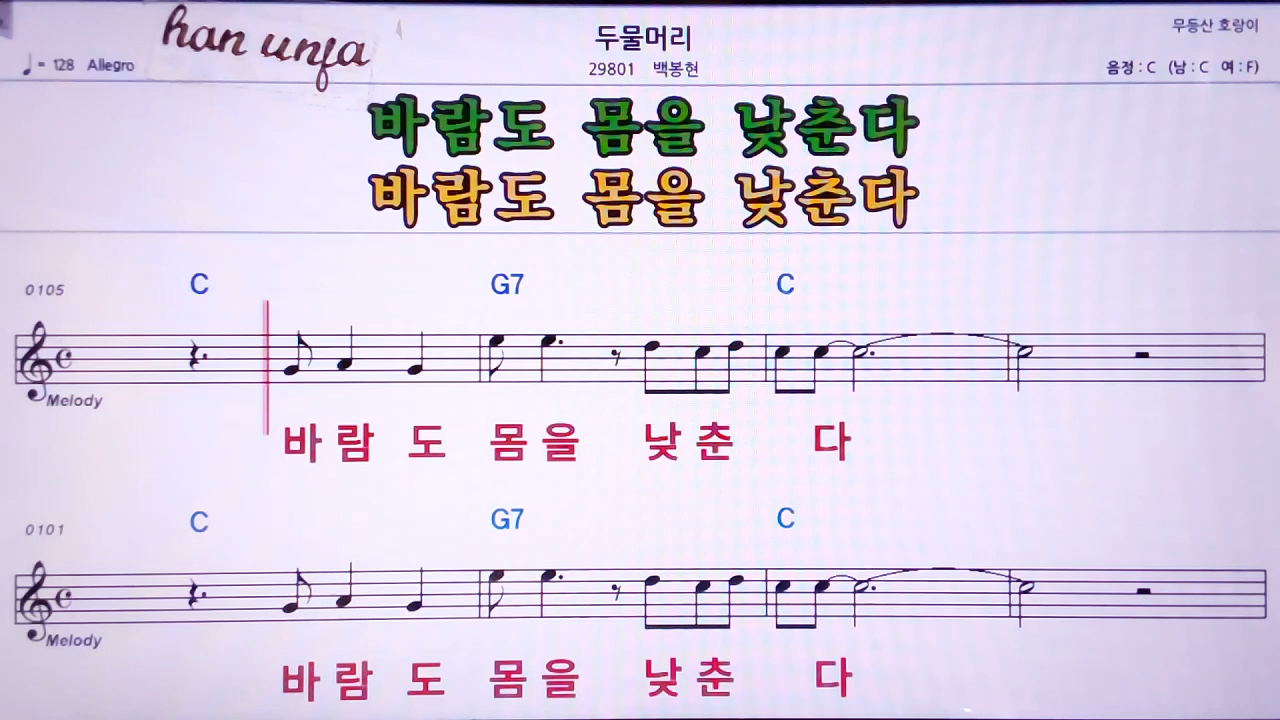 han unja
두물머리
무등산 호랑이
♩= 128 Allegro
29801 백봉현
음정 : C (남 : C 여 : F)
바람도 몸을 낮춘다
바람도 몸을 낮춘다
0105
C G7 C
Melody
바 람 도 몸 을 낮 춘 다
0101
C G7 C
Melody
바 람 도 몸 을 낮 춘 다